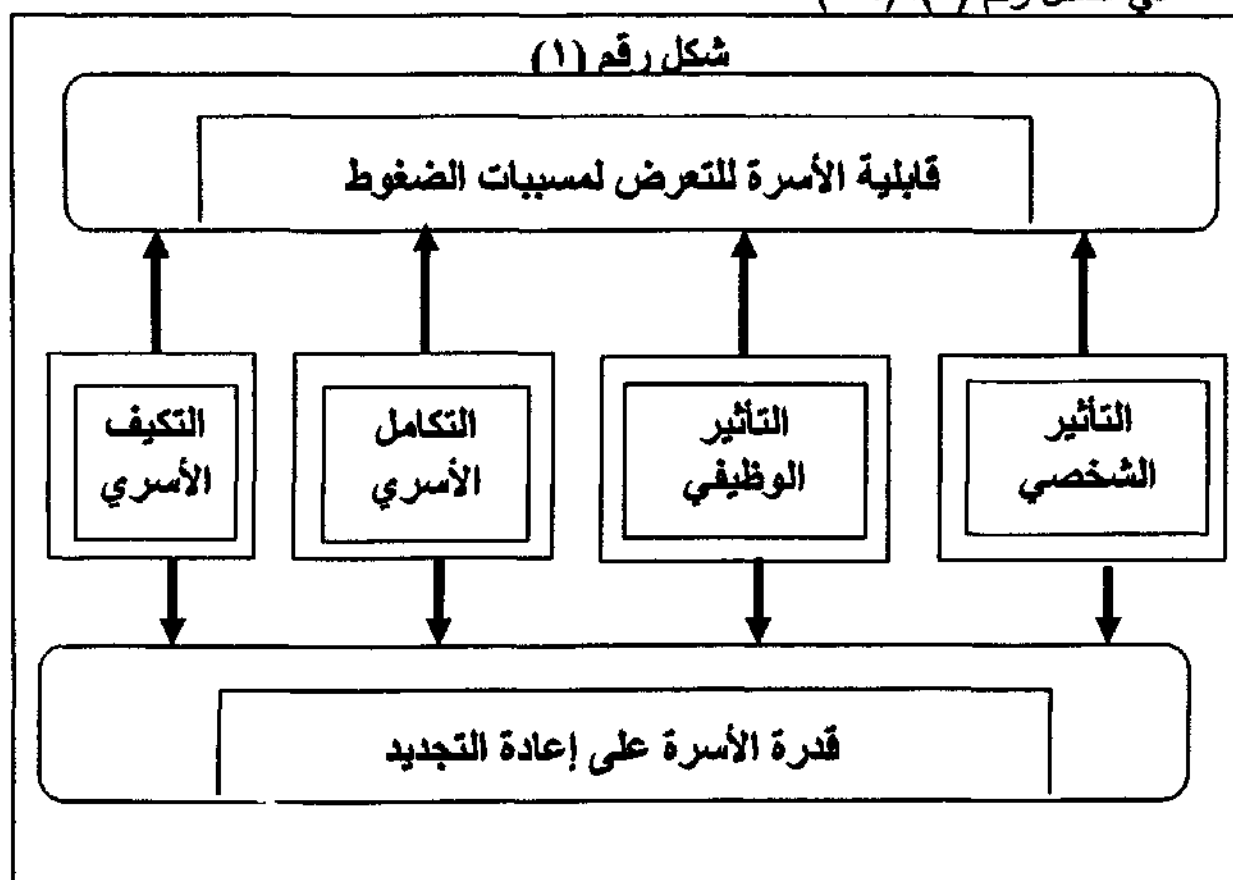 شكل رقم (١)
قابلية الأسرة للتعرض لمسببات الضغوط
التأثير
الشخصي
التأثير
الوظيفي
التكامل
الأسري
التكيف
الأسري
قدرة الأسرة على إعادة التجديد